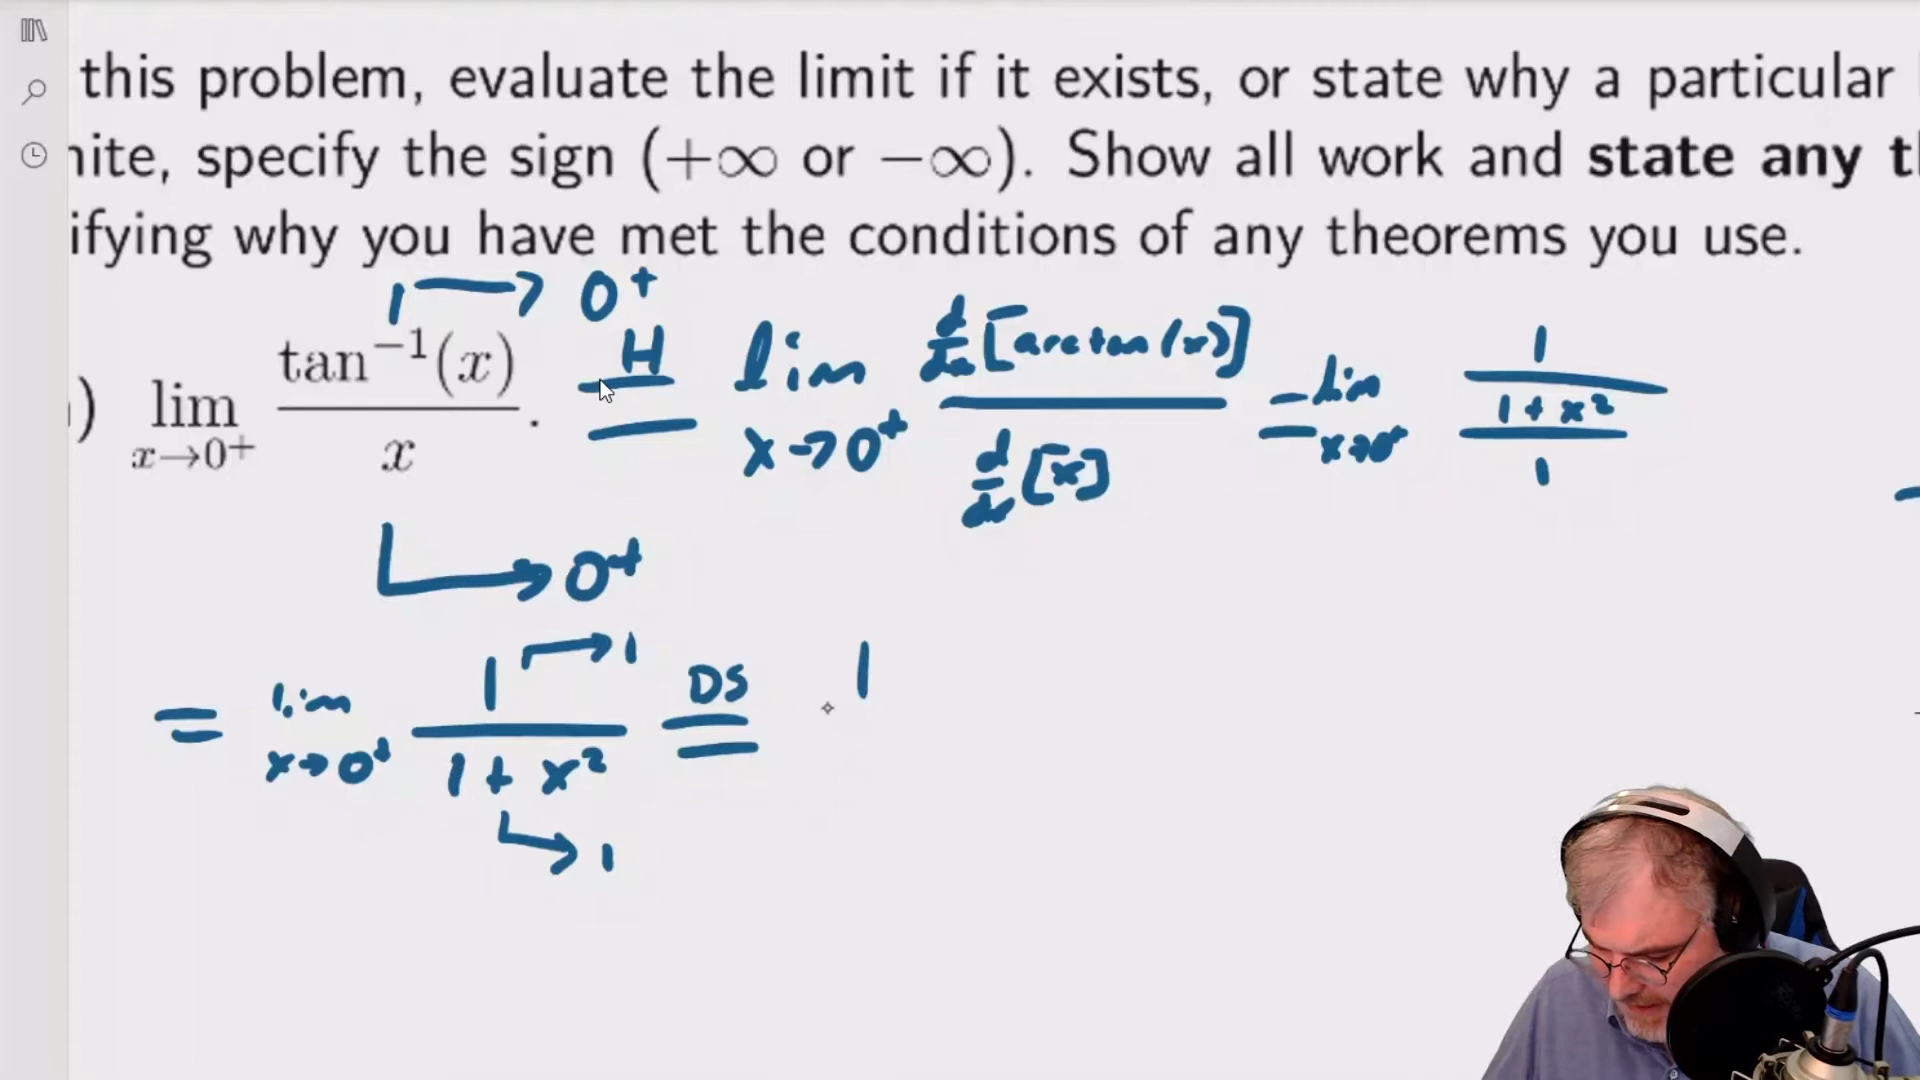 this problem, evaluate the limit if it exists, or state why a particular
nite, specify the sign (+∞ or −∞). Show all work and state any t
ifying why you have met the conditions of any theorems you use.
→ 0⁺
) lim x→0⁺ tan⁻¹(x) / x . =ᴴ lim x→0⁺ d/dx [arctan(x)] / d/dx [x] = lim x→0⁺ 1/(1 + x²) / 1
→ 0⁺
→ 1
= lim x→0⁺ 1 / (1 + x²) =ᴰˢ 1
→ 1